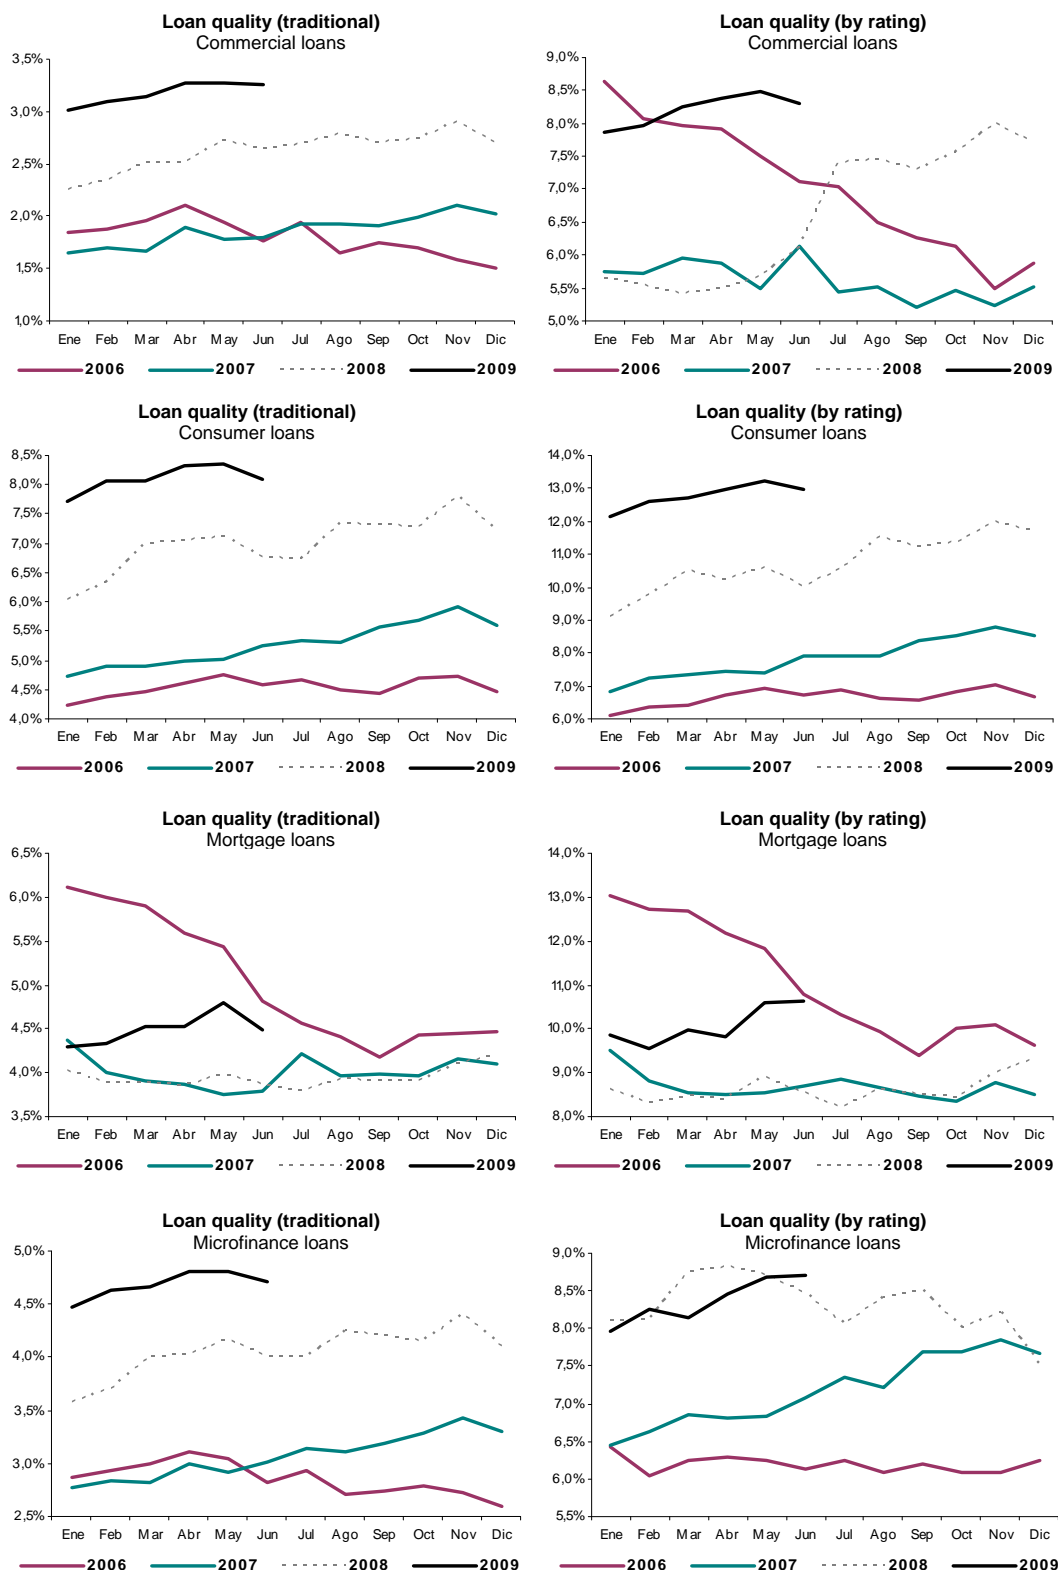 Loan quality (traditional)
Commercial loans
3,5%
3,0%
2,5%
2,0%
1,5%
1,0%
Ene Feb Mar Abr May Jun Jul Ago Sep Oct Nov Dic
2006 2007 2008 2009
Loan quality (by rating)
Commercial loans
9,0%
8,5%
8,0%
7,5%
7,0%
6,5%
6,0%
5,5%
5,0%
Ene Feb Mar Abr May Jun Jul Ago Sep Oct Nov Dic
2006 2007 2008 2009
Loan quality (traditional)
Consumer loans
8,5%
8,0%
7,5%
7,0%
6,5%
6,0%
5,5%
5,0%
4,5%
4,0%
Ene Feb Mar Abr May Jun Jul Ago Sep Oct Nov Dic
2006 2007 2008 2009
Loan quality (by rating)
Consumer loans
14,0%
13,0%
12,0%
11,0%
10,0%
9,0%
8,0%
7,0%
6,0%
Ene Feb Mar Abr May Jun Jul Ago Sep Oct Nov Dic
2006 2007 2008 2009
Loan quality (traditional)
Mortgage loans
6,5%
6,0%
5,5%
5,0%
4,5%
4,0%
3,5%
Ene Feb Mar Abr May Jun Jul Ago Sep Oct Nov Dic
2006 2007 2008 2009
Loan quality (by rating)
Mortgage loans
14,0%
13,0%
12,0%
11,0%
10,0%
9,0%
8,0%
Ene Feb Mar Abr May Jun Jul Ago Sep Oct Nov Dic
2006 2007 2008 2009
Loan quality (traditional)
Microfinance loans
5,0%
4,5%
4,0%
3,5%
3,0%
2,5%
Ene Feb Mar Abr May Jun Jul Ago Sep Oct Nov Dic
2006 2007 2008 2009
Loan quality (by rating)
Microfinance loans
9,0%
8,5%
8,0%
7,5%
7,0%
6,5%
6,0%
5,5%
Ene Feb Mar Abr May Jun Jul Ago Sep Oct Nov Dic
2006 2007 2008 2009